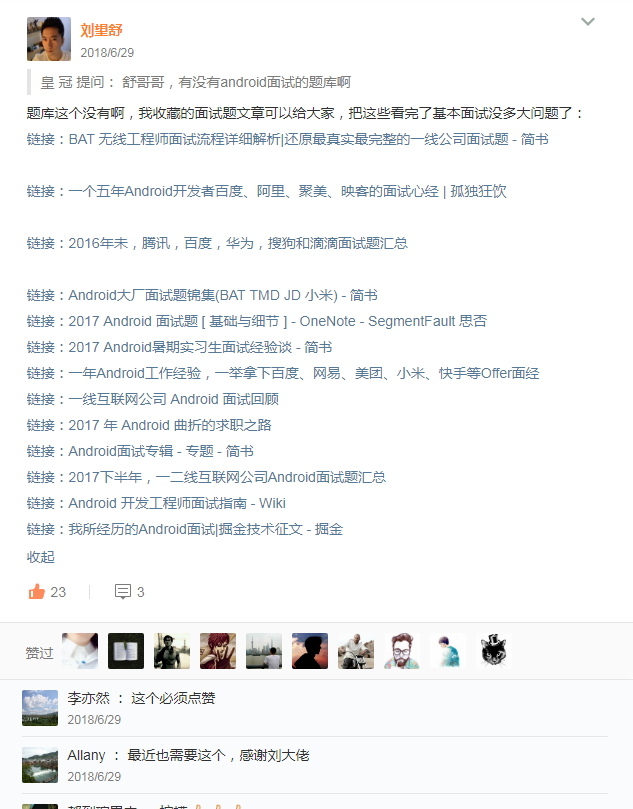 刘望舒
2018/6/29
皇 冠 提问： 舒哥哥，有没有android面试的题库啊
题库这个没有啊，我收藏的面试题文章可以给大家，把这些看完了基本面试没多大问题了：
链接：BAT 无线工程师面试流程详细解析|还原最真实最完整的一线公司面试题 - 简书
链接：一个五年Android开发者百度、阿里、聚美、映客的面试心经 | 孤独狂饮
链接：2016年末，腾讯，百度，华为，搜狗和滴滴面试题汇总
链接：Android大厂面试题锦集(BAT TMD JD 小米) - 简书
链接：2017 Android 面试题 [ 基础与细节 ] - OneNote - SegmentFault 思否
链接：2017 Android暑期实习生面试经验谈 - 简书
链接：一年Android工作经验，一举拿下百度、网易、美团、小米、快手等Offer面经
链接：一线互联网公司 Android 面试回顾
链接：2017 年 Android 曲折的求职之路
链接：Android面试专辑 - 专题 - 简书
链接：2017下半年，一二线互联网公司Android面试题汇总
链接：Android 开发工程师面试指南 - Wiki
链接：我所经历的Android面试|掘金技术征文 - 掘金
收起
23 3
赞过
李亦然 ： 这个必须点赞
2018/6/29
Allany ： 最近也需要这个，感谢刘大佬
2018/6/29